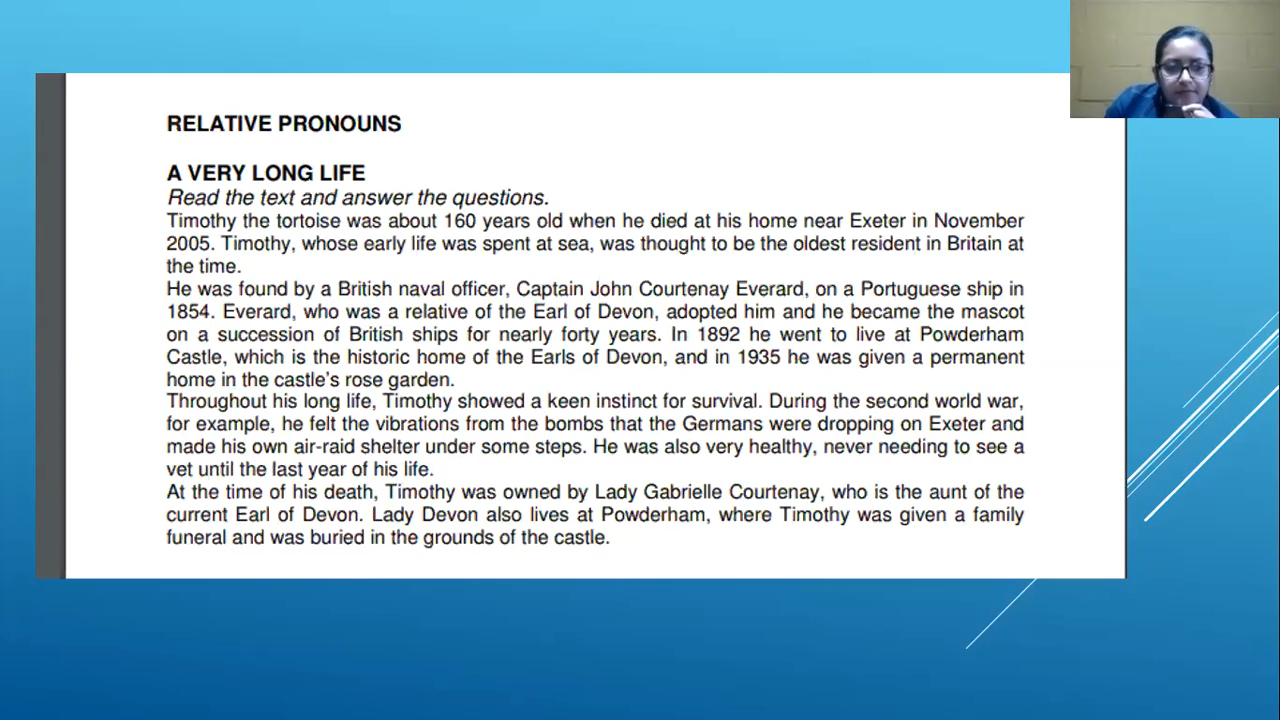 RELATIVE PRONOUNS
A VERY LONG LIFE
Read the text and answer the questions.
Timothy the tortoise was about 160 years old when he died at his home near Exeter in November
2005. Timothy, whose early life was spent at sea, was thought to be the oldest resident in Britain at
the time.
He was found by a British naval officer, Captain John Courtenay Everard, on a Portuguese ship in
1854. Everard, who was a relative of the Earl of Devon, adopted him and he became the mascot
on a succession of British ships for nearly forty years. In 1892 he went to live at Powderham
Castle, which is the historic home of the Earls of Devon, and in 1935 he was given a permanent
home in the castle's rose garden.
Throughout his long life, Timothy showed a keen instinct for survival. During the second world war,
for example, he felt the vibrations from the bombs that the Germans were dropping on Exeter and
made his own air-raid shelter under some steps. He was also very healthy, never needing to see a
vet until the last year of his life.
At the time of his death, Timothy was owned by Lady Gabrielle Courtenay, who is the aunt of the
current Earl of Devon. Lady Devon also lives at Powderham, where Timothy was given a family
funeral and was buried in the grounds of the castle.